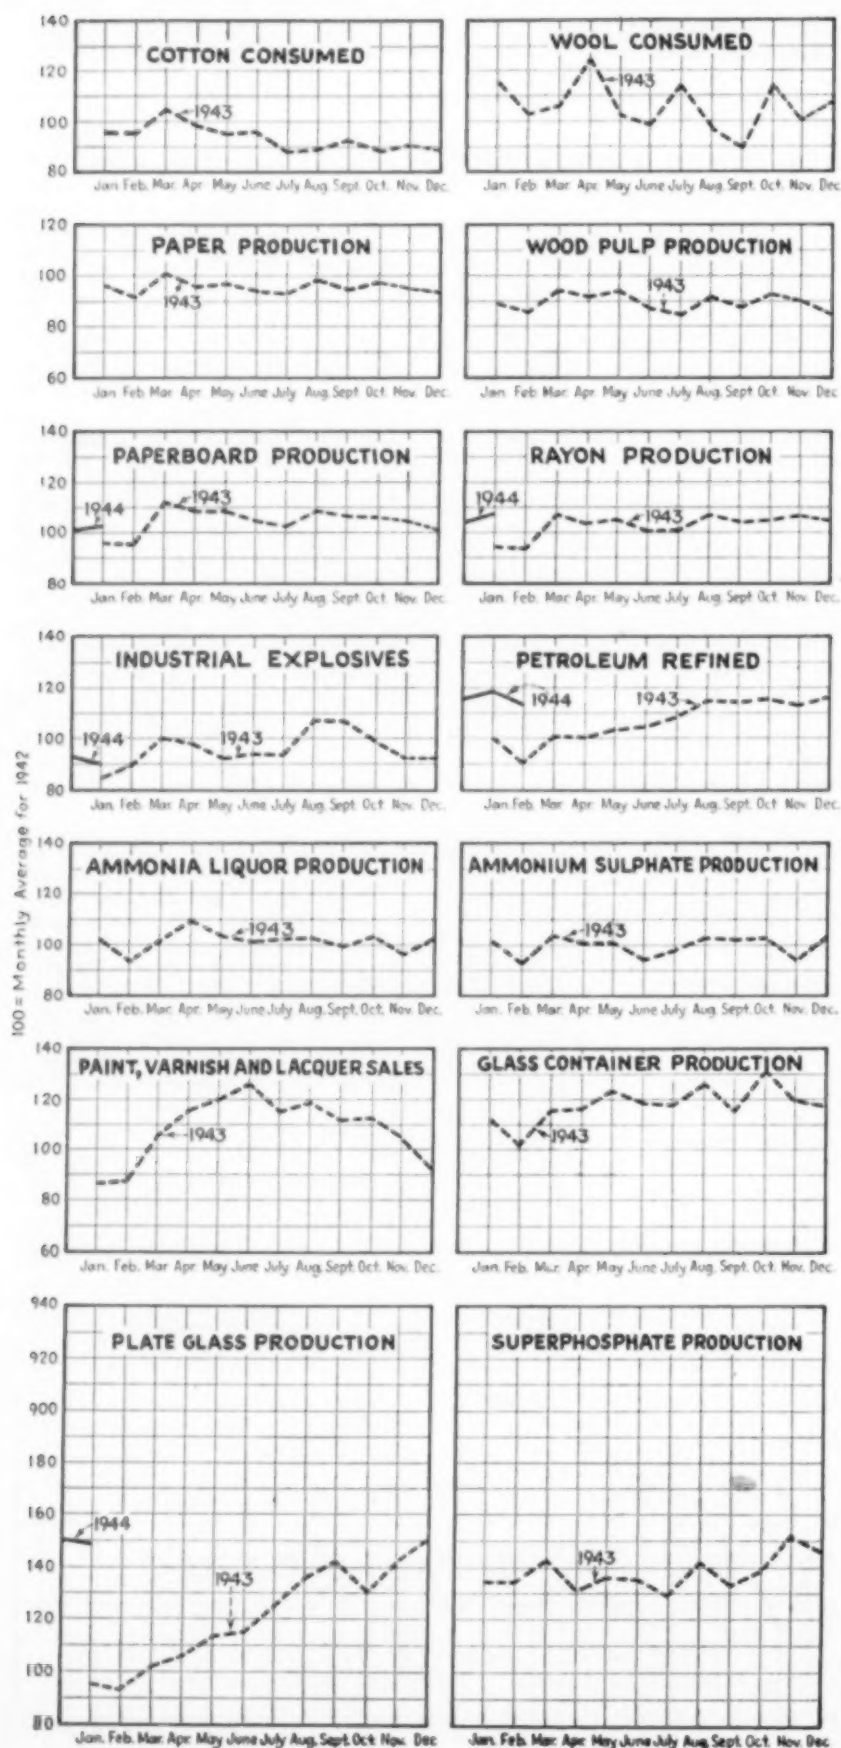 140
COTTON CONSUMED
120
1943
100
80
Jan. Feb. Mar. Apr. May June July Aug. Sept. Oct. Nov. Dec.
WOOL CONSUMED
1943
Jan. Feb. Mar. Apr. May June July Aug. Sept. Oct. Nov. Dec.
120
PAPER PRODUCTION
100
1943
80
60
Jan. Feb. Mar. Apr. May June July Aug. Sept. Oct. Nov. Dec.
WOOD PULP PRODUCTION
1943
Jan. Feb. Mar. Apr. May June July Aug. Sept. Oct. Nov. Dec.
140
PAPERBOARD PRODUCTION
120
1944
1943
100
80
Jan. Feb. Mar. Apr. May June July Aug. Sept. Oct. Nov. Dec.
RAYON PRODUCTION
1944
1943
Jan. Feb. Mar. Apr. May June July Aug. Sept. Oct. Nov. Dec.
100 = Monthly Average for 1942
140
INDUSTRIAL EXPLOSIVES
120
1944
1943
100
80
Jan. Feb. Mar. Apr. May June July Aug. Sept. Oct. Nov. Dec.
PETROLEUM REFINED
1944
1943
Jan. Feb. Mar. Apr. May June July Aug. Sept. Oct. Nov. Dec.
140
AMMONIA LIQUOR PRODUCTION
120
1943
100
80
Jan. Feb. Mar. Apr. May June July Aug. Sept. Oct. Nov. Dec.
AMMONIUM SULPHATE PRODUCTION
1943
Jan. Feb. Mar. Apr. May June July Aug. Sept. Oct. Nov. Dec.
140
PAINT, VARNISH AND LACQUER SALES
120
1943
100
80
60
Jan. Feb. Mar. Apr. May June July Aug. Sept. Oct. Nov. Dec.
GLASS CONTAINER PRODUCTION
1943
Jan. Feb. Mar. Apr. May June July Aug. Sept. Oct. Nov. Dec.
940
PLATE GLASS PRODUCTION
920
900
180
160
1944
140
1943
120
100
80
Jan. Feb. Mar. Apr. May June July Aug. Sept. Oct. Nov. Dec
SUPERPHOSPHATE PRODUCTION
1943
Jan. Feb. Mar. Apr. May June July Aug. Sept. Oct. Nov. Dec.